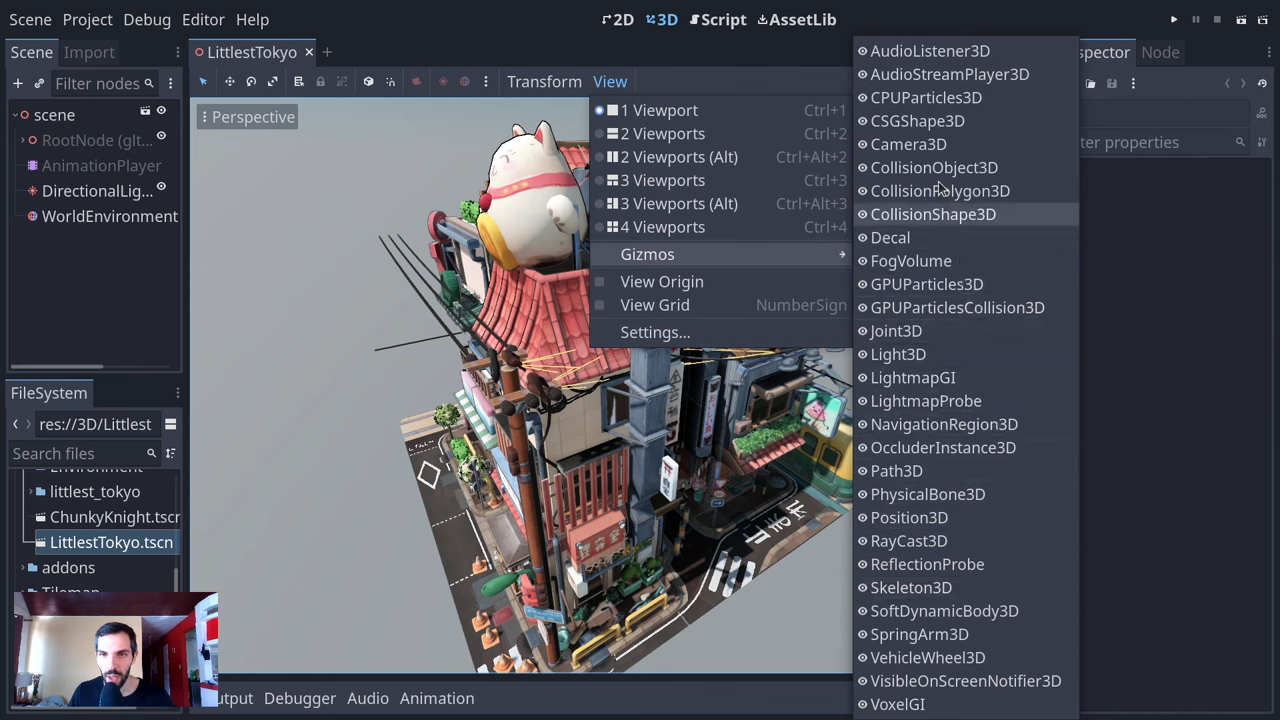 Scene Project Debug Editor Help
2D 3D Script AssetLib
Scene Import
LittlestTokyo
spector Node
Filter nodes
Transform View
Perspective
scene
RootNode (glt...
AnimationPlayer
DirectionalLig...
WorldEnvironment
1 Viewport Ctrl+1
2 Viewports Ctrl+2
2 Viewports (Alt) Ctrl+Alt+2
3 Viewports Ctrl+3
3 Viewports (Alt) Ctrl+Alt+3
4 Viewports Ctrl+4
Gizmos
View Origin
View Grid NumberSign
Settings...
AudioListener3D
AudioStreamPlayer3D
CPUParticles3D
CSGShape3D
Camera3D
CollisionObject3D
CollisionPolygon3D
CollisionShape3D
Decal
FogVolume
GPUParticles3D
GPUParticlesCollision3D
Joint3D
Light3D
LightmapGI
LightmapProbe
NavigationRegion3D
OccluderInstance3D
Path3D
PhysicalBone3D
Position3D
RayCast3D
ReflectionProbe
Skeleton3D
SoftDynamicBody3D
SpringArm3D
VehicleWheel3D
VisibleOnScreenNotifier3D
VoxelGI
ter properties
FileSystem
res://3D/Littlest
Search files
Environment
littlest_tokyo
ChunkyKnight.tscr
LittlestTokyo.tscn
addons
Tilemap
utput Debugger Audio Animation